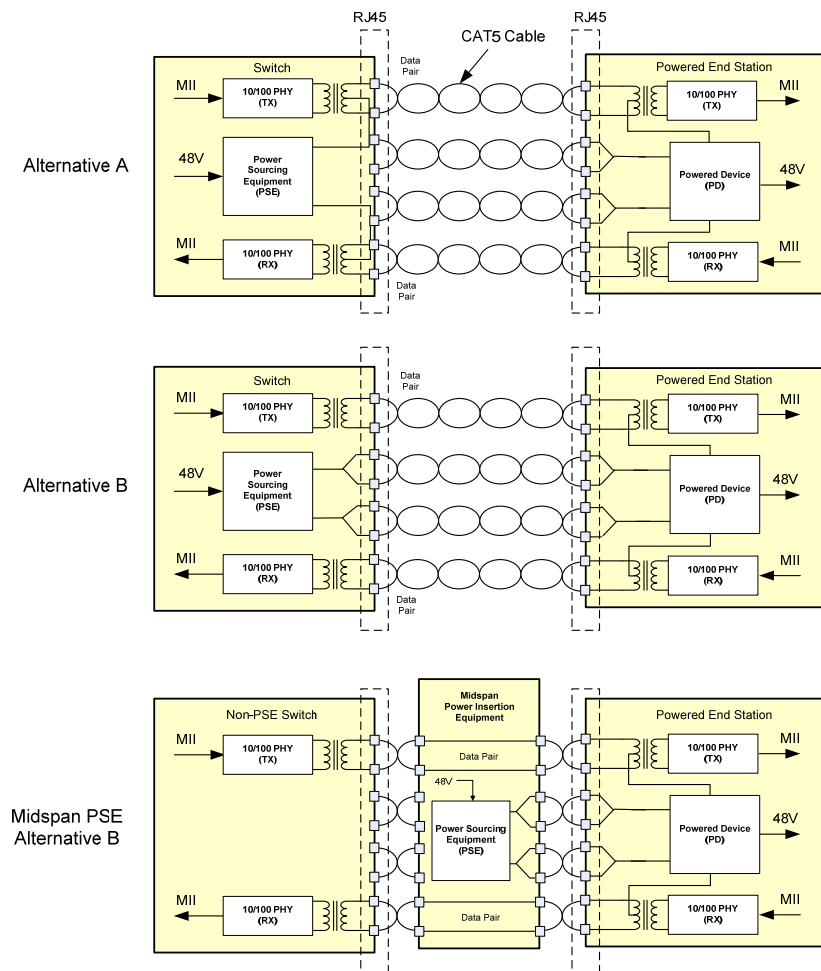 RJ45
RJ45
CAT5 Cable
Alternative A
Switch
Data
Pair
Powered End Station
MII
10/100 PHY
(TX)
10/100 PHY
(TX)
MII
48V
Power
Sourcing
Equipment
(PSE)
Powered
Device
(PD)
48V
MII
10/100 PHY
(RX)
10/100 PHY
(RX)
MII
Data
Pair
Alternative B
Switch
Data
Pair
Powered End Station
MII
10/100 PHY
(TX)
10/100 PHY
(TX)
MII
48V
Power
Sourcing
Equipment
(PSE)
Powered Device
(PD)
48V
MII
10/100 PHY
(RX)
10/100 PHY
(RX)
MII
Data
Pair
Midspan PSE
Alternative B
Non-PSE Switch
Midspan
Power Insertion
Equipment
Powered End Station
MII
10/100 PHY
(TX)
Data Pair
10/100 PHY
(TX)
MII
48V
Power Sourcing
Equipment
(PSE)
Powered Device
(PD)
48V
MII
10/100 PHY
(RX)
Data Pair
10/100 PHY
(RX)
MII